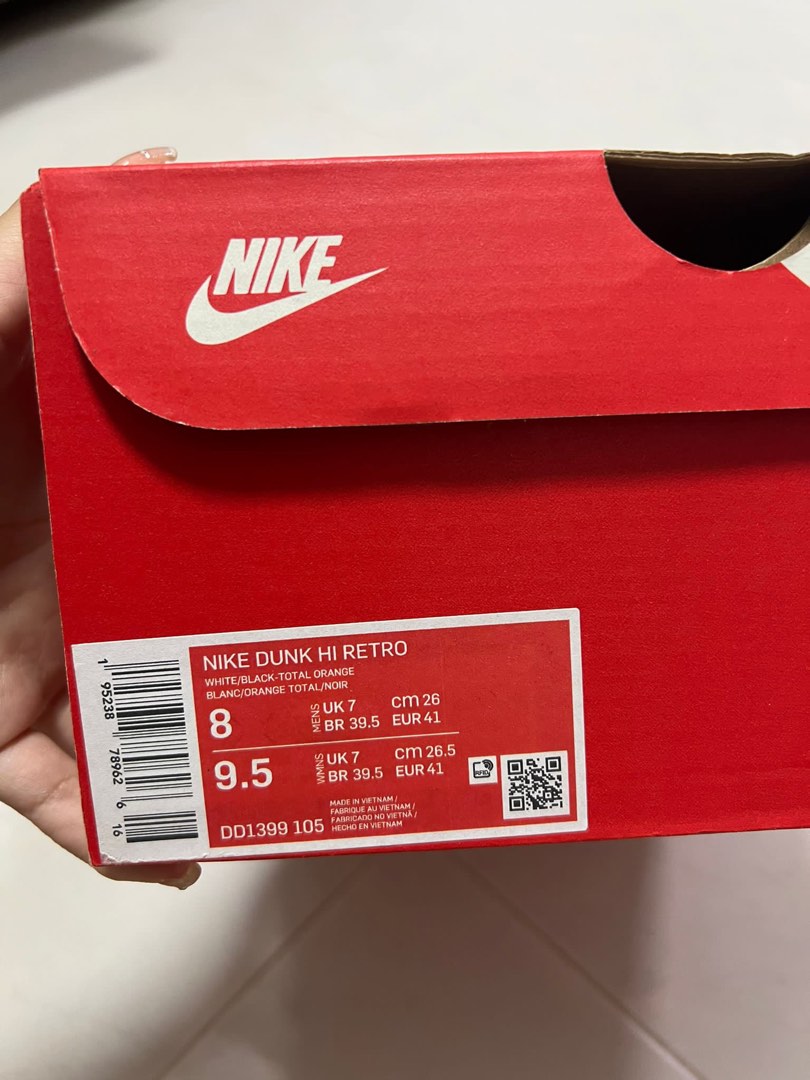 NIKE
NIKE DUNK HI RETRO
WHITE/BLACK-TOTAL ORANGE
BLANC/ORANGE TOTAL/NOIR
8 MENS UK 7 cm 26
BR 39.5 EUR 41
9.5 WMNS UK 7 cm 26.5
BR 39.5 EUR 41
RFID
DD1399 105
MADE IN VIETNAM /
FABRIQUE AU VIETNAM /
FABRICADO NO VIETNÃ /
HECHO EN VIETNAM
1 95238 78962 6 16